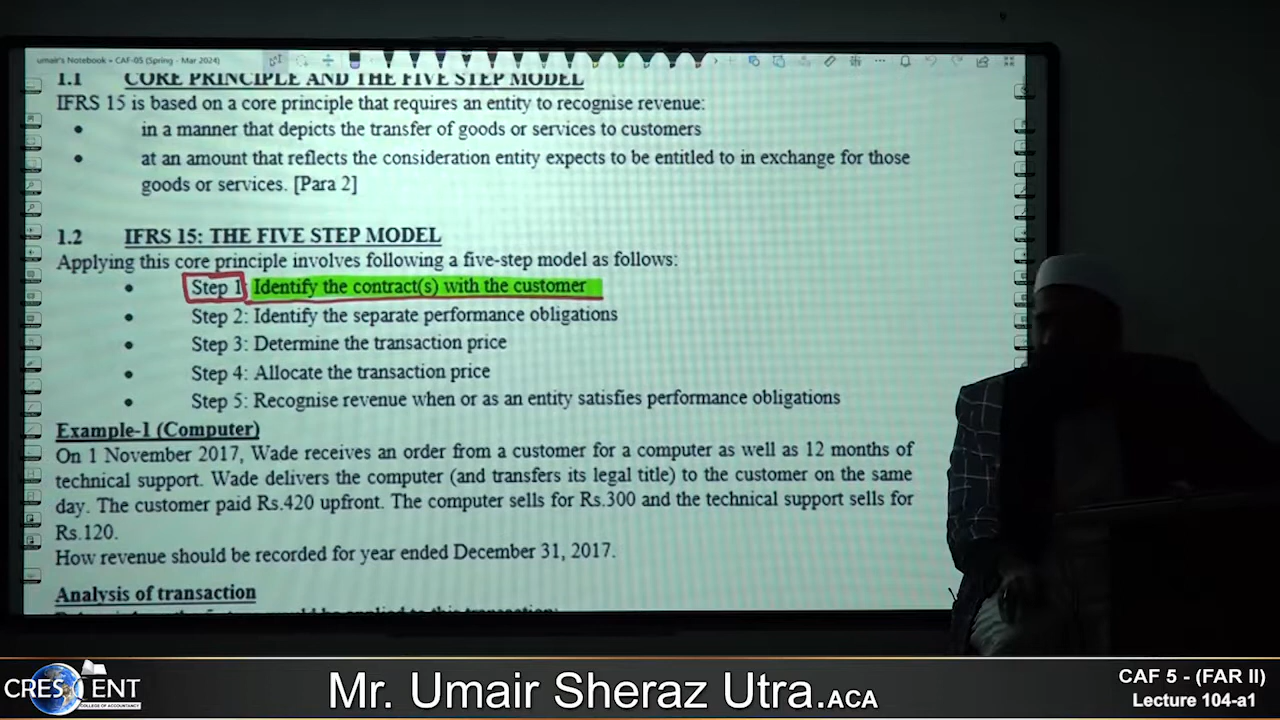 umair's Notebook » CAF-05 (Spring - Mar 2024)
1.1 CORE PRINCIPLE AND THE FIVE STEP MODEL
IFRS 15 is based on a core principle that requires an entity to recognise revenue:
• in a manner that depicts the transfer of goods or services to customers
• at an amount that reflects the consideration entity expects to be entitled to in exchange for those
goods or services. [Para 2]
1.2 IFRS 15: THE FIVE STEP MODEL
Applying this core principle involves following a five-step model as follows:
• Step 1: Identify the contract(s) with the customer
• Step 2: Identify the separate performance obligations
• Step 3: Determine the transaction price
• Step 4: Allocate the transaction price
• Step 5: Recognise revenue when or as an entity satisfies performance obligations
Example-1 (Computer)
On 1 November 2017, Wade receives an order from a customer for a computer as well as 12 months of
technical support. Wade delivers the computer (and transfers its legal title) to the customer on the same
day. The customer paid Rs.420 upfront. The computer sells for Rs.300 and the technical support sells for
Rs.120.
How revenue should be recorded for year ended December 31, 2017.
Analysis of transaction
CRESCENT
COLLEGE OF ACCOUNTANCY
Mr. Umair Sheraz Utra.ACA
CAF 5 - (FAR II)
Lecture 104-a1